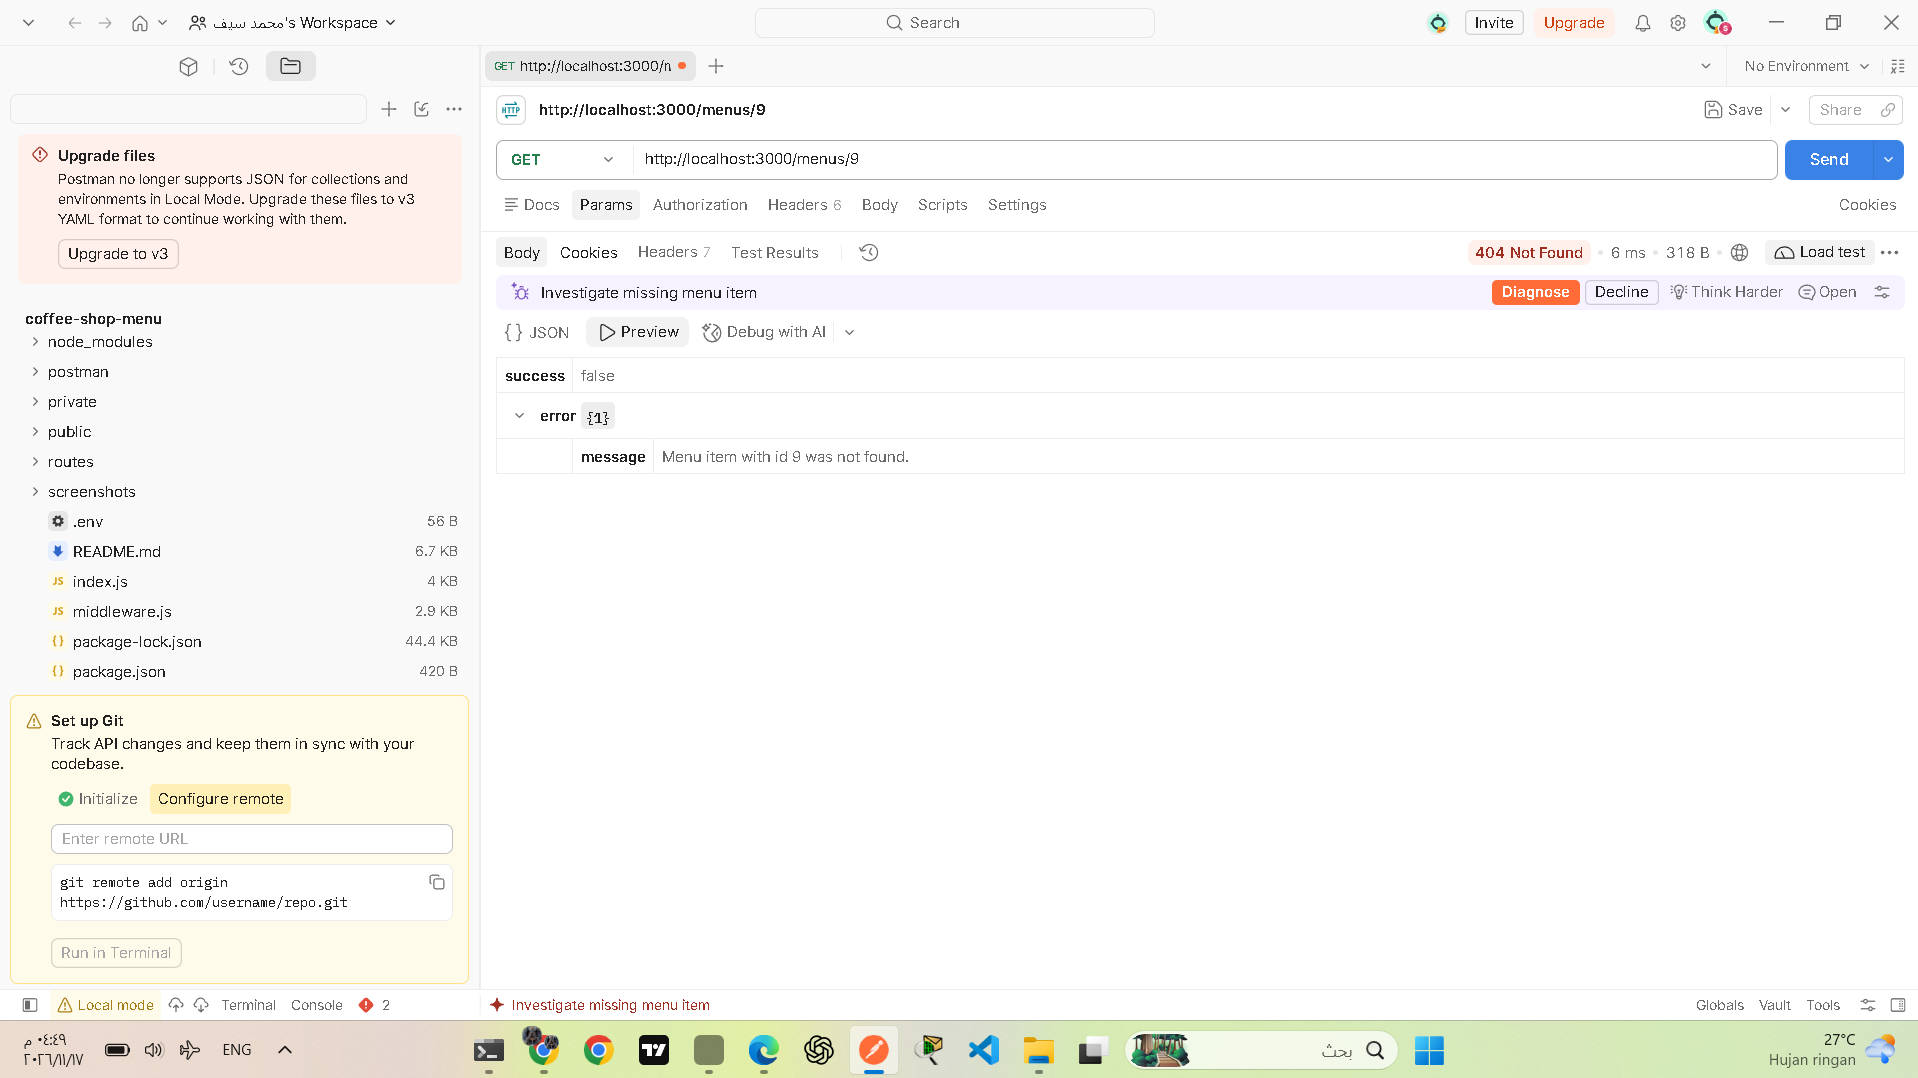 محمد سيف's Workspace
Search
Invite
Upgrade
GET http://localhost:3000/n
No Environment
http://localhost:3000/menus/9
Save
Share
Upgrade files
Postman no longer supports JSON for collections and
environments in Local Mode. Upgrade these files to v3
YAML format to continue working with them.
Upgrade to v3
GET
http://localhost:3000/menus/9
Send
Docs
Params
Authorization
Headers 6
Body
Scripts
Settings
Cookies
Body
Cookies
Headers 7
Test Results
404 Not Found
6 ms
318 B
Load test
Investigate missing menu item
Diagnose
Decline
Think Harder
Open
{} JSON
Preview
Debug with AI
success false
error {1}
message Menu item with id 9 was not found.
coffee-shop-menu
node_modules
postman
private
public
routes
screenshots
.env 56 B
README.md 6.7 KB
JS index.js 4 KB
JS middleware.js 2.9 KB
{} package-lock.json 44.4 KB
{} package.json 420 B
Set up Git
Track API changes and keep them in sync with your
codebase.
Initialize
Configure remote
Enter remote URL
git remote add origin
https://github.com/username/repo.git
Run in Terminal
Local mode
Terminal
Console
2
Investigate missing menu item
Globals
Vault
Tools
٠٤:٤٩ م
ENG
بحث
27°C
Hujan ringan